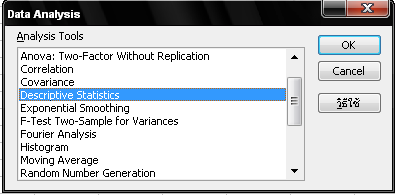 Data Analysis
Analysis Tools
Anova: Two-Factor Without Replication
Correlation
Covariance
Descriptive Statistics
Exponential Smoothing
F-Test Two-Sample for Variances
Fourier Analysis
Histogram
Moving Average
Random Number Generation
OK
Cancel
วิธีใช้